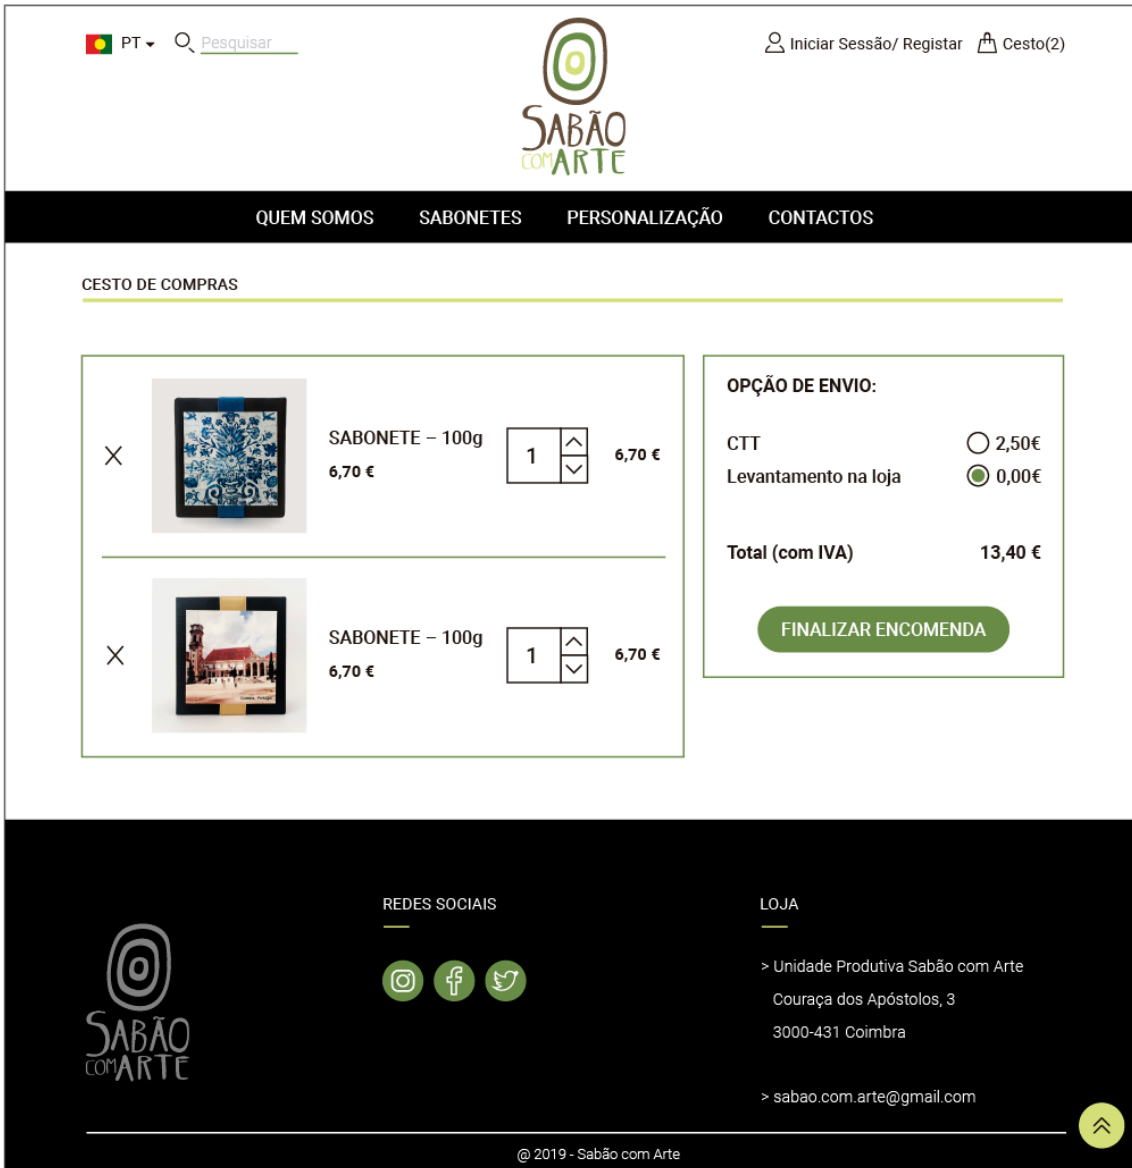 PT
Pesquisar
Iniciar Sessão/ Registar
Cesto(2)
SABÃO
COM ARTE
QUEM SOMOS
SABONETES
PERSONALIZAÇÃO
CONTACTOS
CESTO DE COMPRAS
X
SABONETE – 100g
6,70 €
1
6,70 €
X
SABONETE – 100g
6,70 €
1
6,70 €
OPÇÃO DE ENVIO:
CTT 2,50€
Levantamento na loja 0,00€
Total (com IVA) 13,40 €
FINALIZAR ENCOMENDA
SABÃO
COM ARTE
REDES SOCIAIS
LOJA
> Unidade Produtiva Sabão com Arte
Couraça dos Apóstolos, 3
3000-431 Coimbra
> sabao.com.arte@gmail.com
@ 2019 - Sabão com Arte